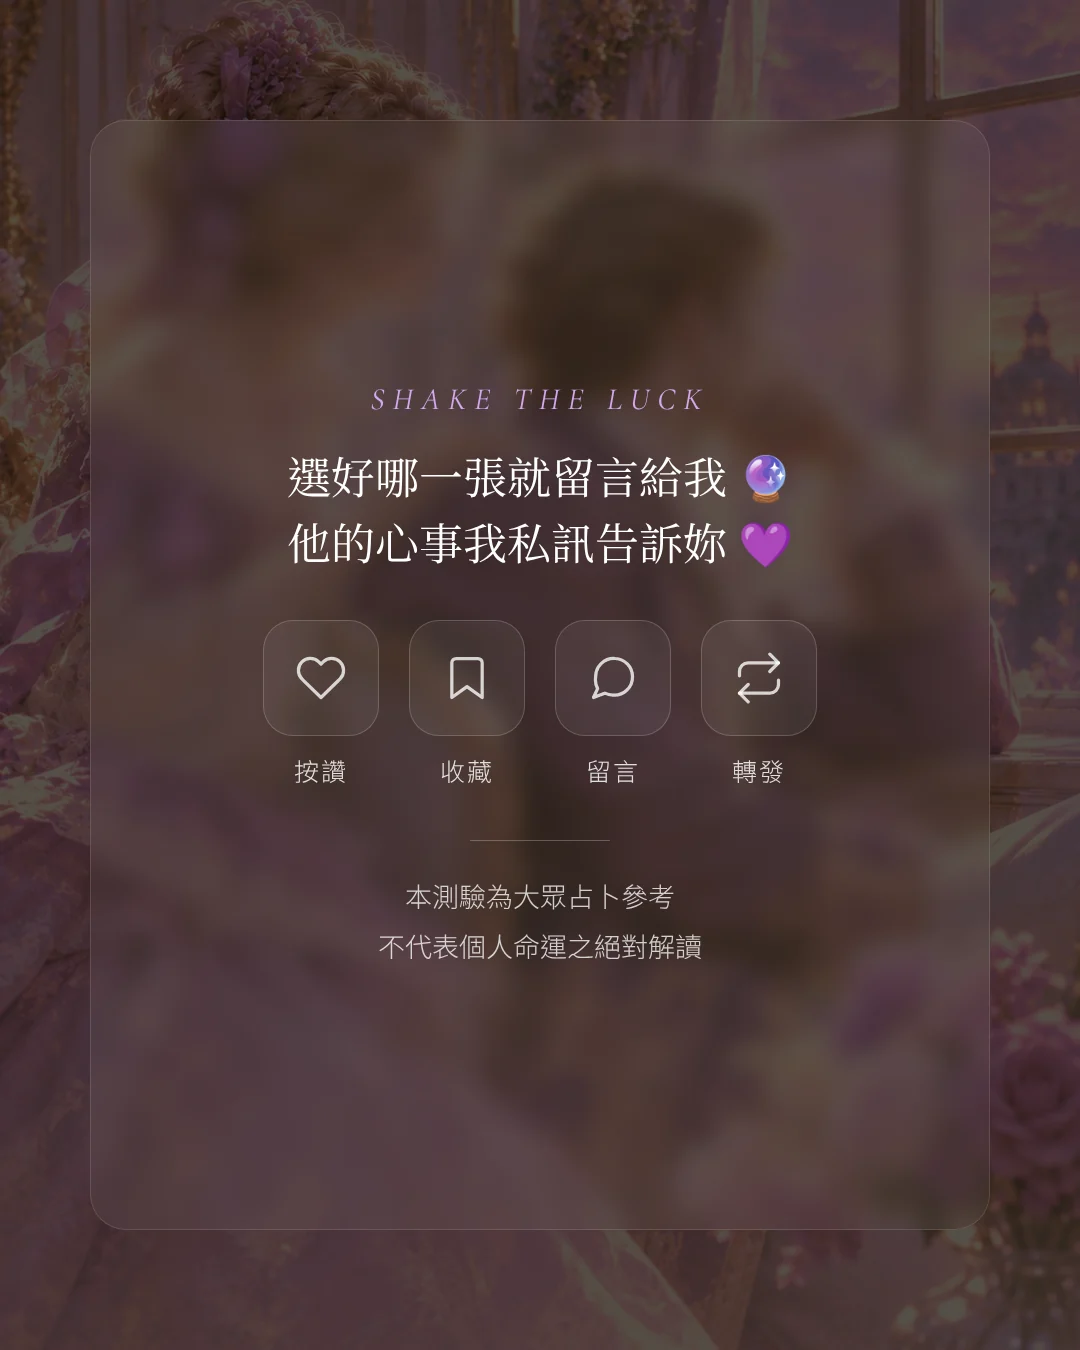 SHAKE THE LUCK
選好哪一張就留言給我 🔮
他的心事我私訊告訴妳 💜
按讚
收藏
留言
轉發
本測驗為大眾占卜參考
不代表個人命運之絕對解讀